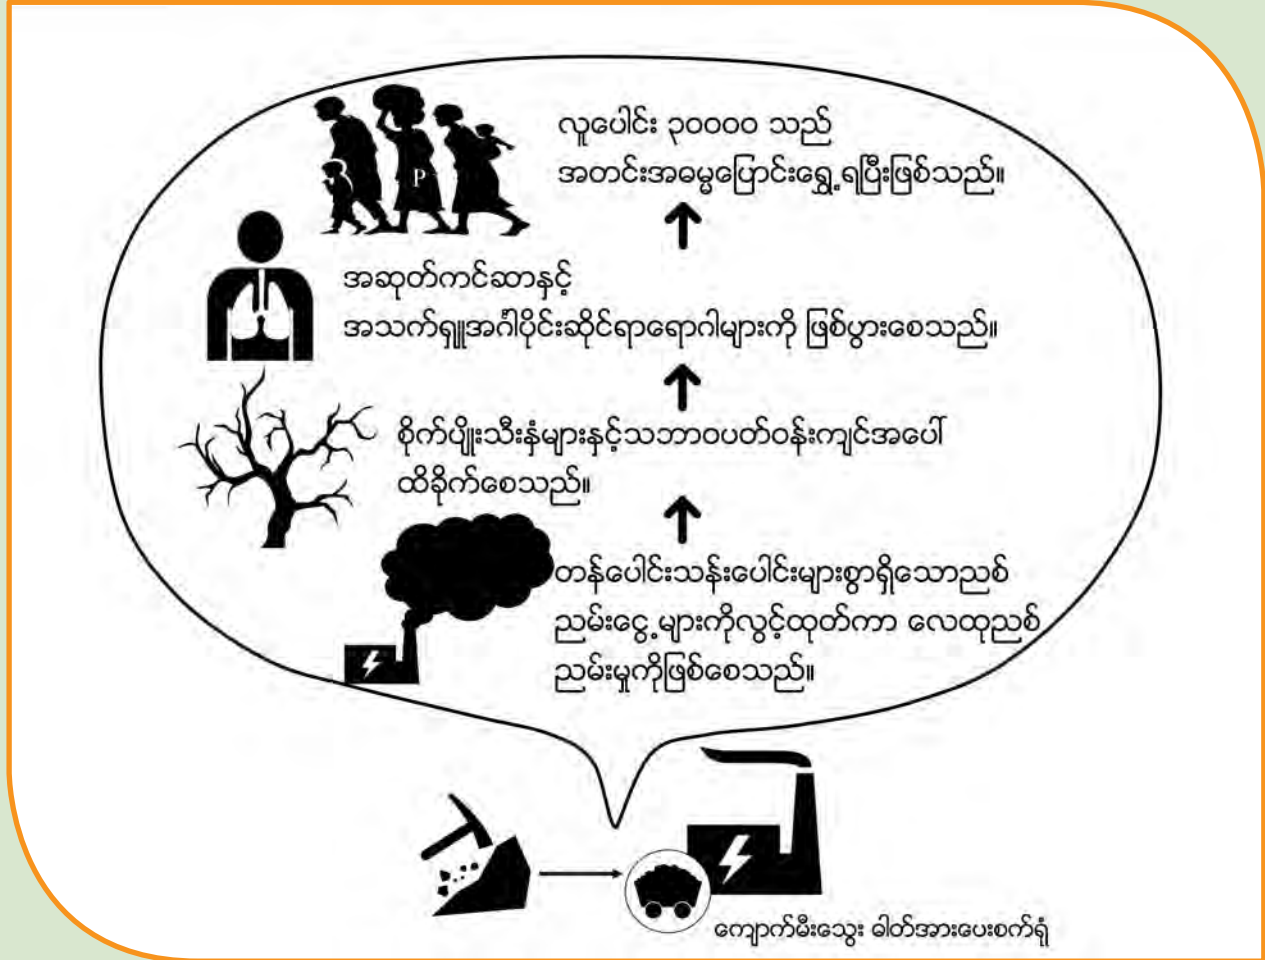 လူပေါင်း ၃၀၀၀၀ သည်
အတင်းအဓမ္မပြောင်းရွှေ့ရပြီးဖြစ်သည်။
P
အဆုတ်ကင်ဆာနှင့်
အသက်ရှူအင်္ဂါပိုင်းဆိုင်ရာရောဂါများကို ဖြစ်ပွားစေသည်။
စိုက်ပျိုးသီးနှံများနှင့်သဘာဝပတ်ဝန်းကျင်အပေါ်
ထိခိုက်စေသည်။
တန်ပေါင်းသန်းပေါင်းများစွာရှိသောညစ်
ညမ်းငွေ့များကိုလွှင့်ထုတ်ကာ လေထုညစ်
ညမ်းမှုကိုဖြစ်စေသည်။
ကျောက်မီးသွေး ဓါတ်အားပေးစက်ရုံ